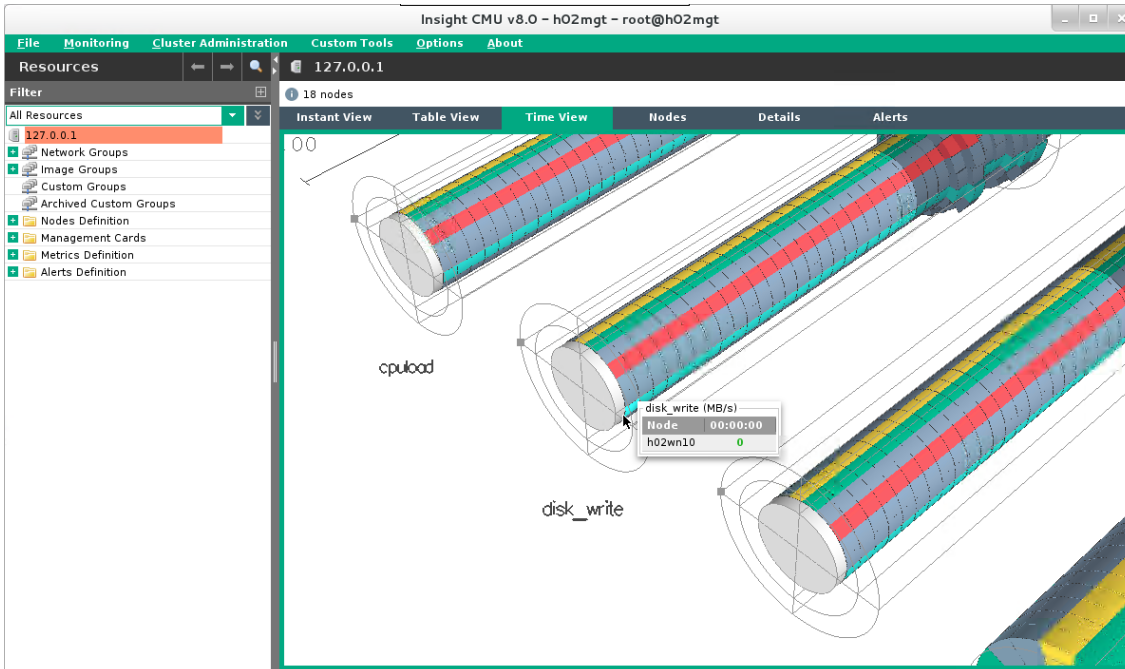 Insight CMU v8.0 – h02mgt – root@h02mgt
File Monitoring Cluster Administration Custom Tools Options About
Resources
127.0.0.1
Filter
18 nodes
All Resources
Instant View Table View Time View Nodes Details Alerts
127.0.0.1
Network Groups
Image Groups
Custom Groups
Archived Custom Groups
Nodes Definition
Management Cards
Metrics Definition
Alerts Definition
:00
cpuload
disk_write (MB/s)
Node 00:00:00
h02wn10 0
disk_write